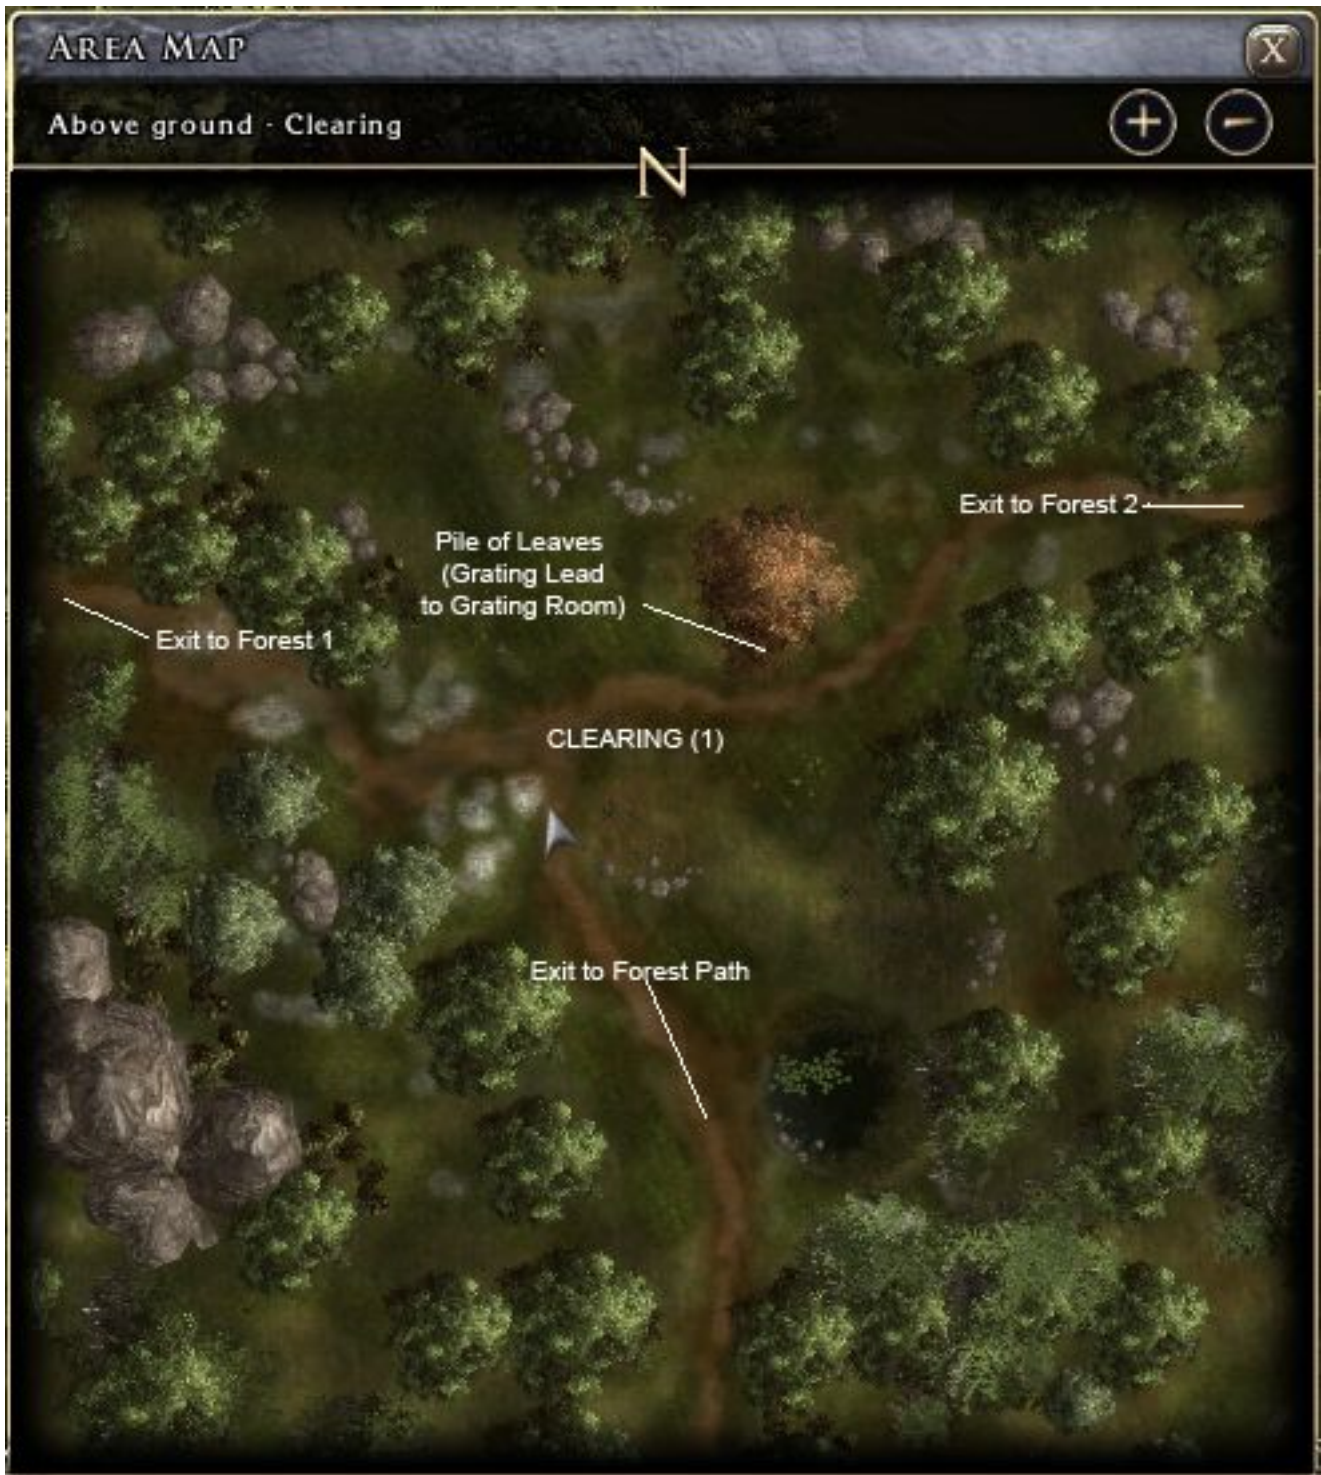 AREA MAP
X
Above ground - Clearing
+ -
N
Exit to Forest 2
Pile of Leaves
(Grating Lead
to Grating Room)
Exit to Forest 1
CLEARING (1)
Exit to Forest Path